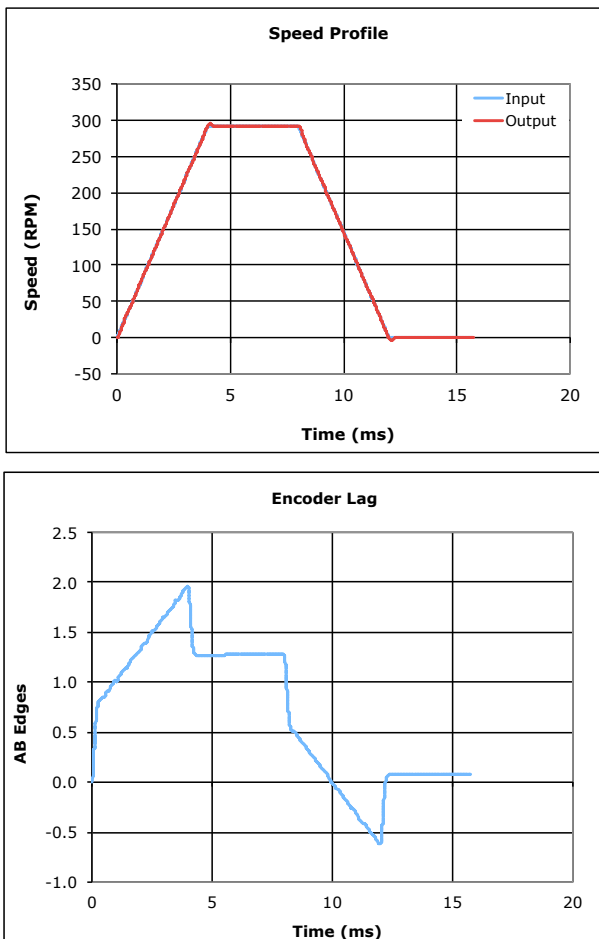 Speed Profile
350
300
250
200
150
100
50
0
-50
Speed (RPM)
Input
Output
0 5 10 15 20
Time (ms)
Encoder Lag
2.5
2.0
1.5
1.0
0.5
0.0
-0.5
-1.0
AB Edges
0 5 10 15 20
Time (ms)